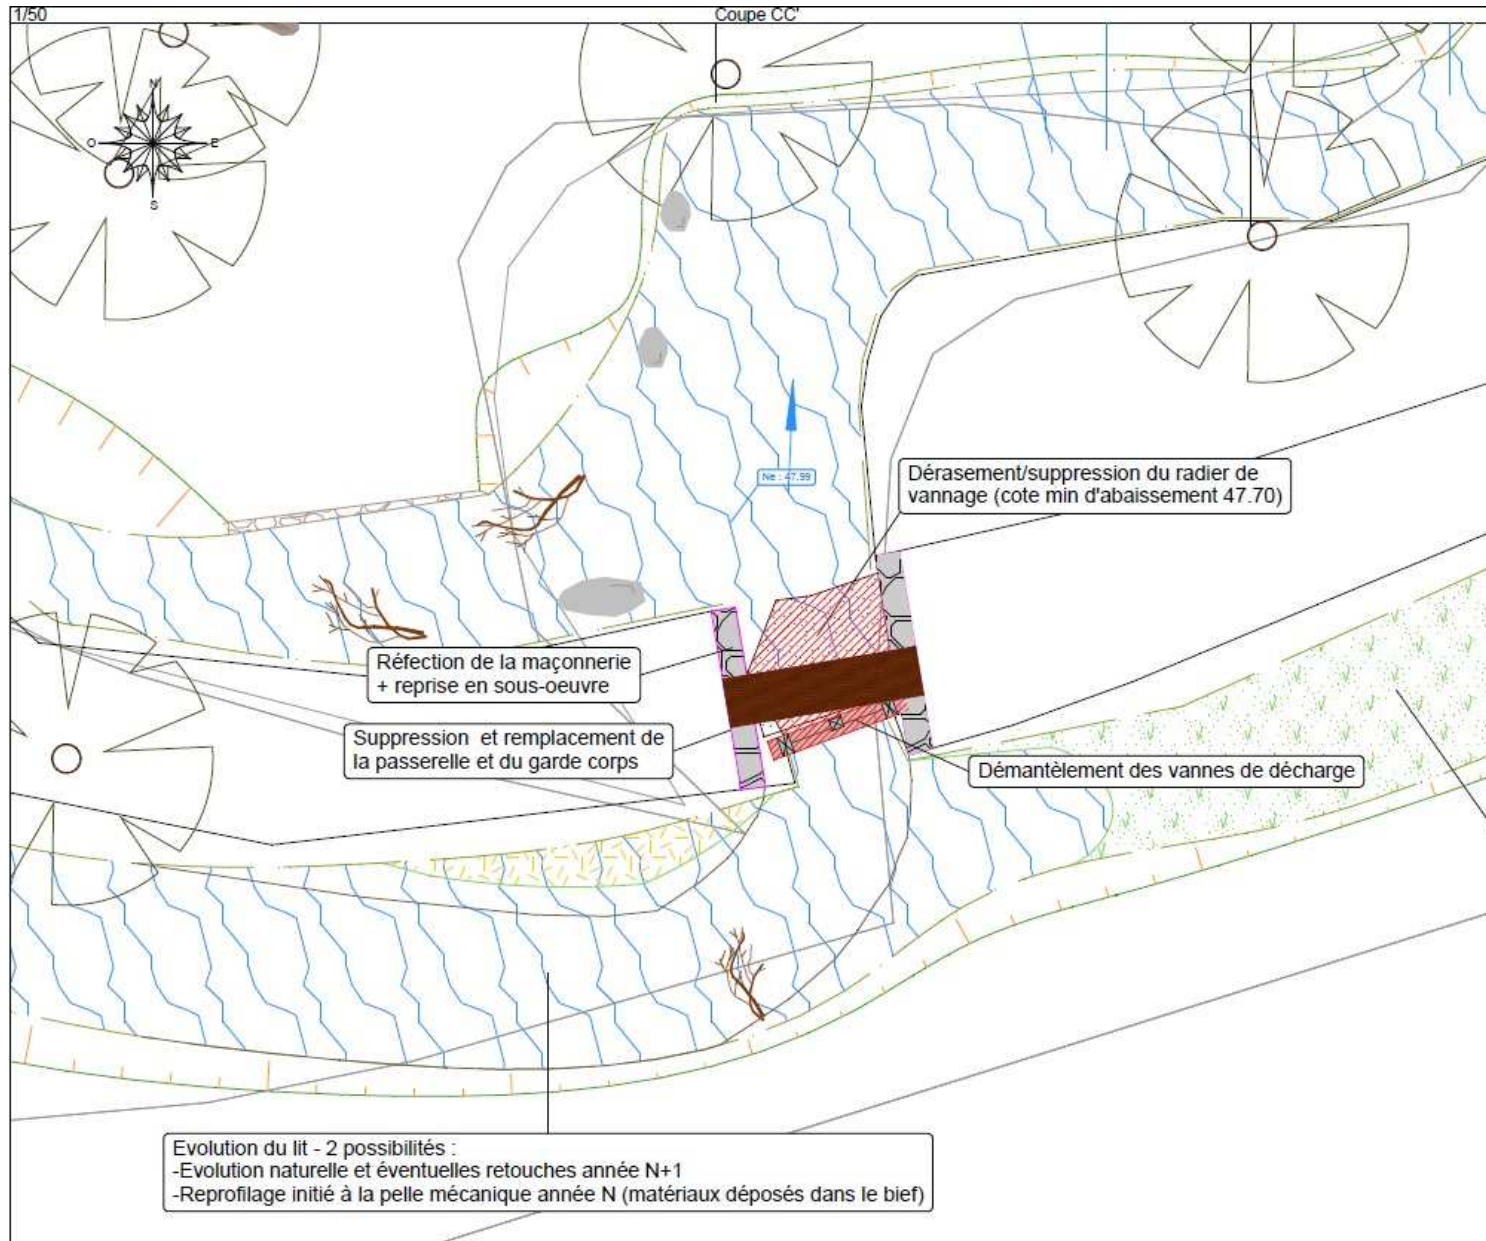 1/50
Coupe CC'
N
O
E
S
Ne : 47.99
Dérasement/suppression du radier de
vannage (cote min d'abaissement 47.70)
Réfection de la maçonnerie
+ reprise en sous-oeuvre
Suppression et remplacement de
la passerelle et du garde corps
Démantèlement des vannes de décharge
Evolution du lit - 2 possibilités :
-Evolution naturelle et éventuelles retouches année N+1
-Reprofilage initié à la pelle mécanique année N (matériaux déposés dans le bief)